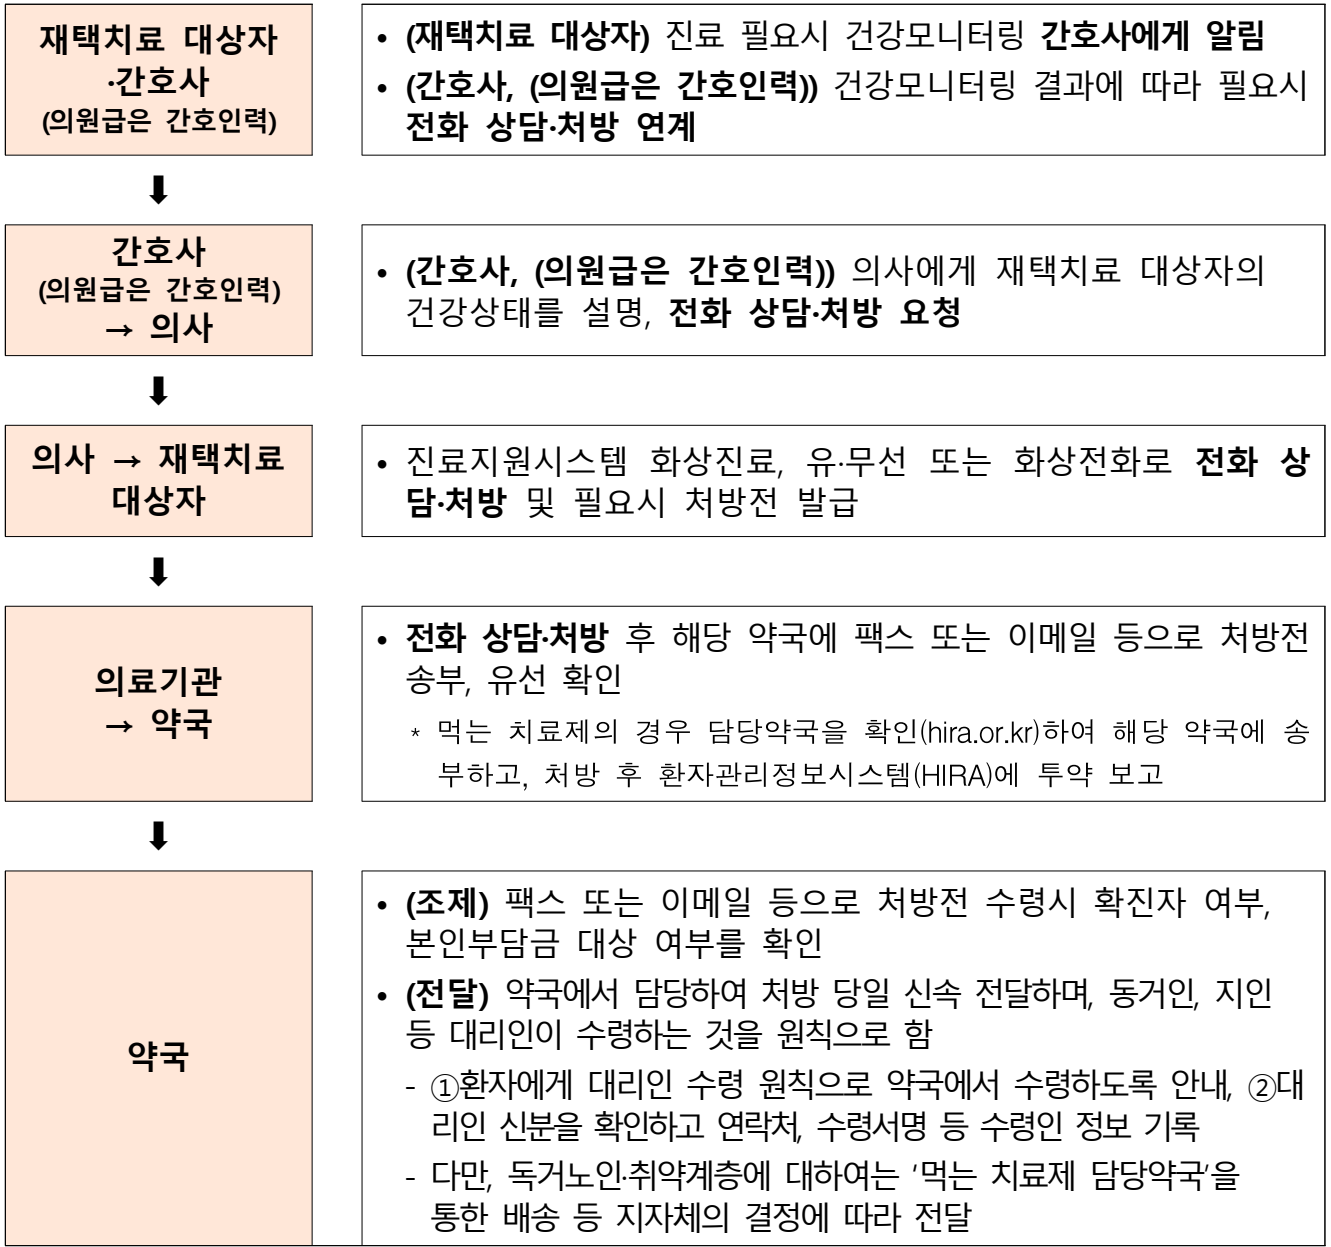 재택치료 대상자
·간호사
(의원급은 간호인력)
• (재택치료 대상자) 진료 필요시 건강모니터링 간호사에게 알림
• (간호사, (의원급은 간호인력)) 건강모니터링 결과에 따라 필요시
전화 상담·처방 연계
⬇
간호사
(의원급은 간호인력)
→ 의사
• (간호사, (의원급은 간호인력)) 의사에게 재택치료 대상자의
건강상태를 설명, 전화 상담·처방 요청
⬇
의사 → 재택치료
대상자
• 진료지원시스템 화상진료, 유·무선 또는 화상전화로 전화 상
담·처방 및 필요시 처방전 발급
⬇
의료기관
→ 약국
• 전화 상담·처방 후 해당 약국에 팩스 또는 이메일 등으로 처방전
송부, 유선 확인
* 먹는 치료제의 경우 담당약국을 확인(hira.or.kr)하여 해당 약국에 송
부하고, 처방 후 환자관리정보시스템(HIRA)에 투약 보고
⬇
약국
• (조제) 팩스 또는 이메일 등으로 처방전 수령시 확진자 여부,
본인부담금 대상 여부를 확인
• (전달) 약국에서 담당하여 처방 당일 신속 전달하며, 동거인, 지인
등 대리인이 수령하는 것을 원칙으로 함
- ①환자에게 대리인 수령 원칙으로 약국에서 수령하도록 안내, ②대
리인 신분을 확인하고 연락처, 수령서명 등 수령인 정보 기록
- 다만, 독거노인·취약계층에 대하여는 '먹는 치료제 담당약국'을
통한 배송 등 지자체의 결정에 따라 전달